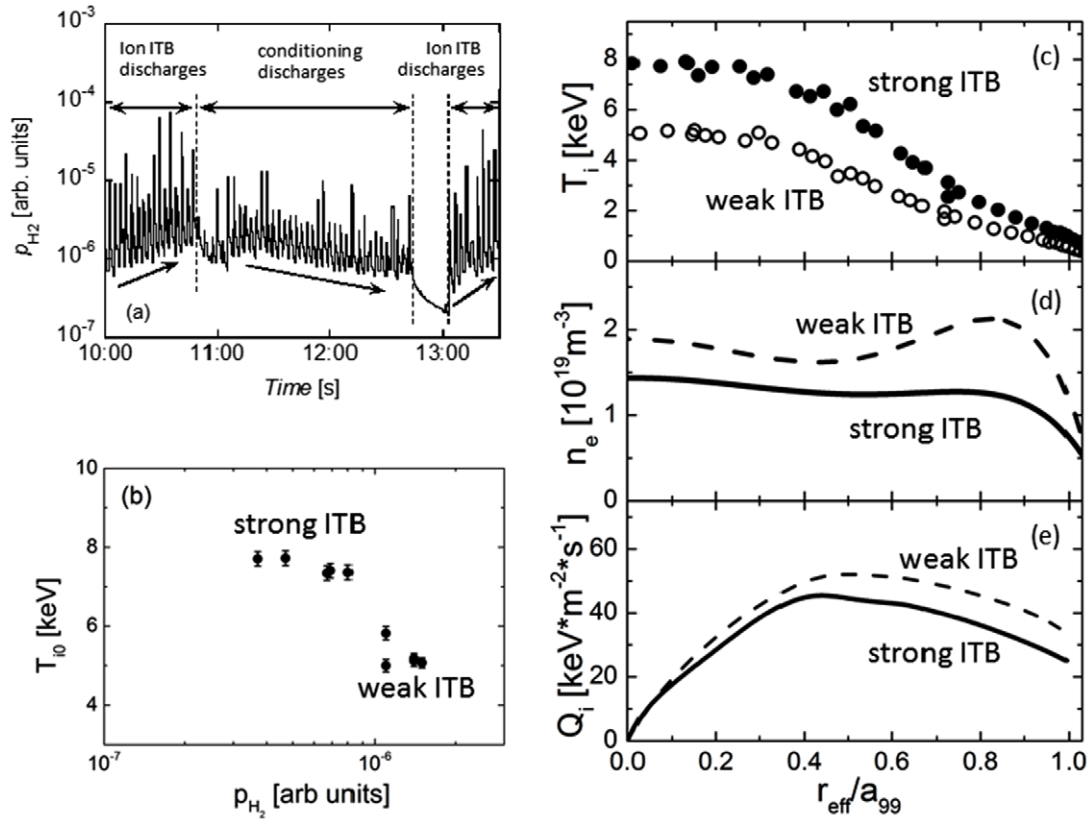 10⁻³
Ion ITB
discharges
conditioning
discharges
Ion ITB
discharges
10⁻⁴
10⁻⁵
10⁻⁶
10⁻⁷
p_H2 [arb. units]
(a)
10:00 11:00 12:00 13:00
Time [s]
(b)
10
8
6
4
T_i0 [keV]
strong ITB
weak ITB
10⁻⁷ 10⁻⁶
p_H₂ [arb units]
(c)
8
6
4
2
0
T_i [keV]
strong ITB
weak ITB
(d)
2
1
0
n_e [10¹⁹m⁻³]
weak ITB
strong ITB
(e)
60
40
20
0
Q_i [keV*m⁻²*s⁻¹]
weak ITB
strong ITB
0.0 0.2 0.4 0.6 0.8 1.0
r_eff/a_99